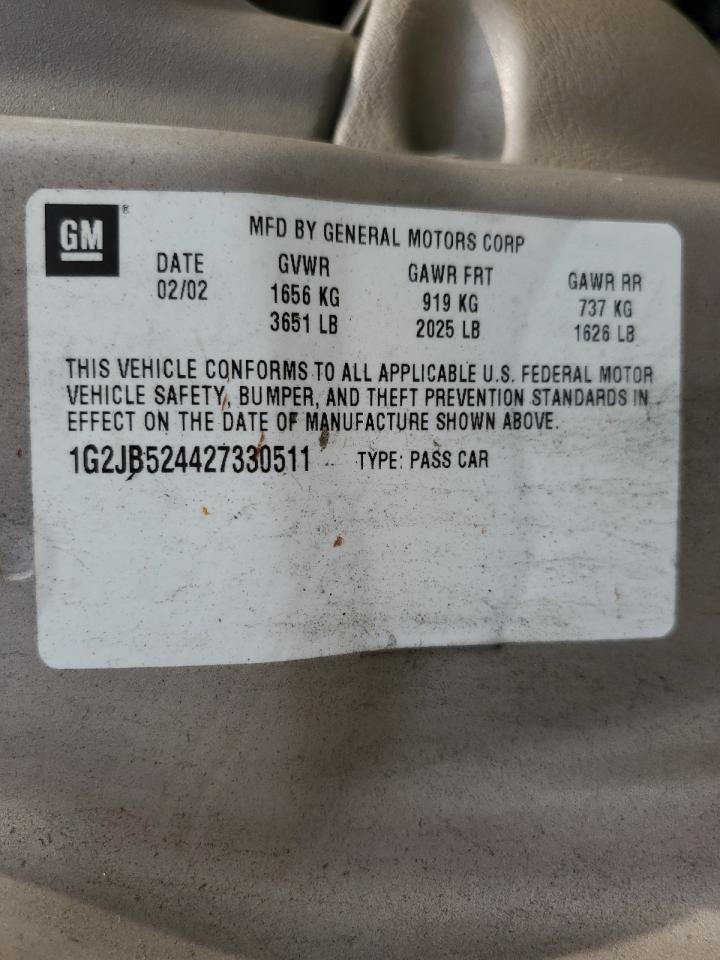 GM®
MFD BY GENERAL MOTORS CORP
DATE GVWR GAWR FRT GAWR RR
02/02 1656 KG 919 KG 737 KG
3651 LB 2025 LB 1626 LB
THIS VEHICLE CONFORMS TO ALL APPLICABLE U.S. FEDERAL MOTOR
VEHICLE SAFETY, BUMPER, AND THEFT PREVENTION STANDARDS IN
EFFECT ON THE DATE OF MANUFACTURE SHOWN ABOVE.
1G2JB524427330511 TYPE: PASS CAR